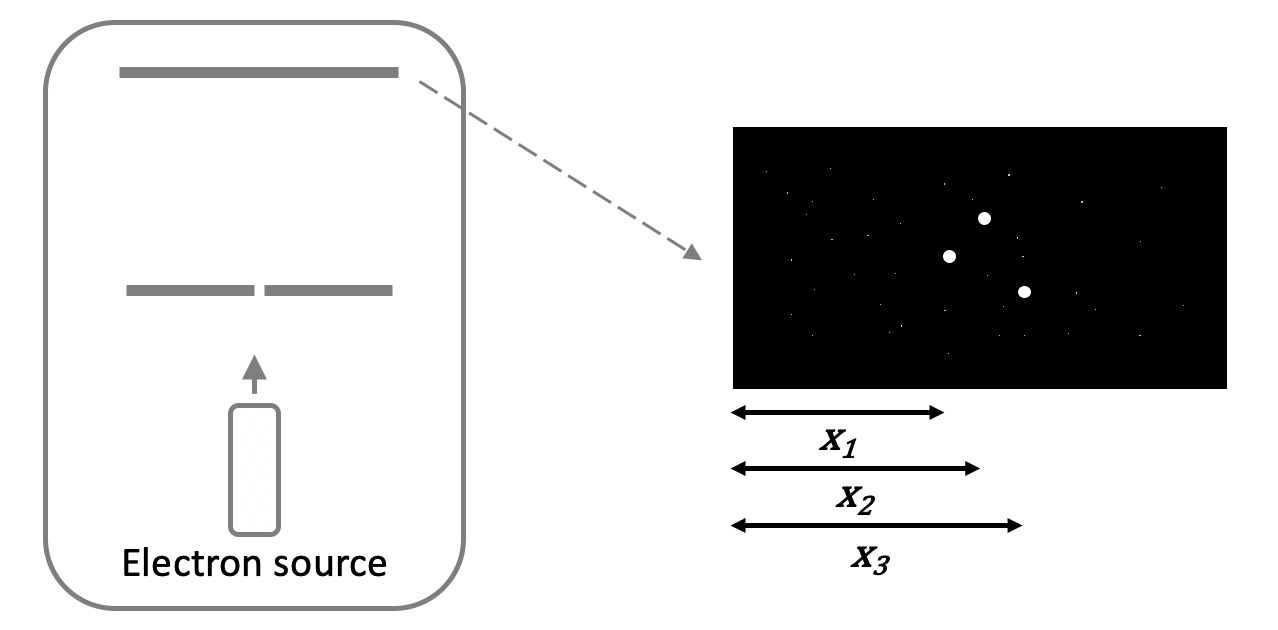 Electron source
x₁
x₂
x₃